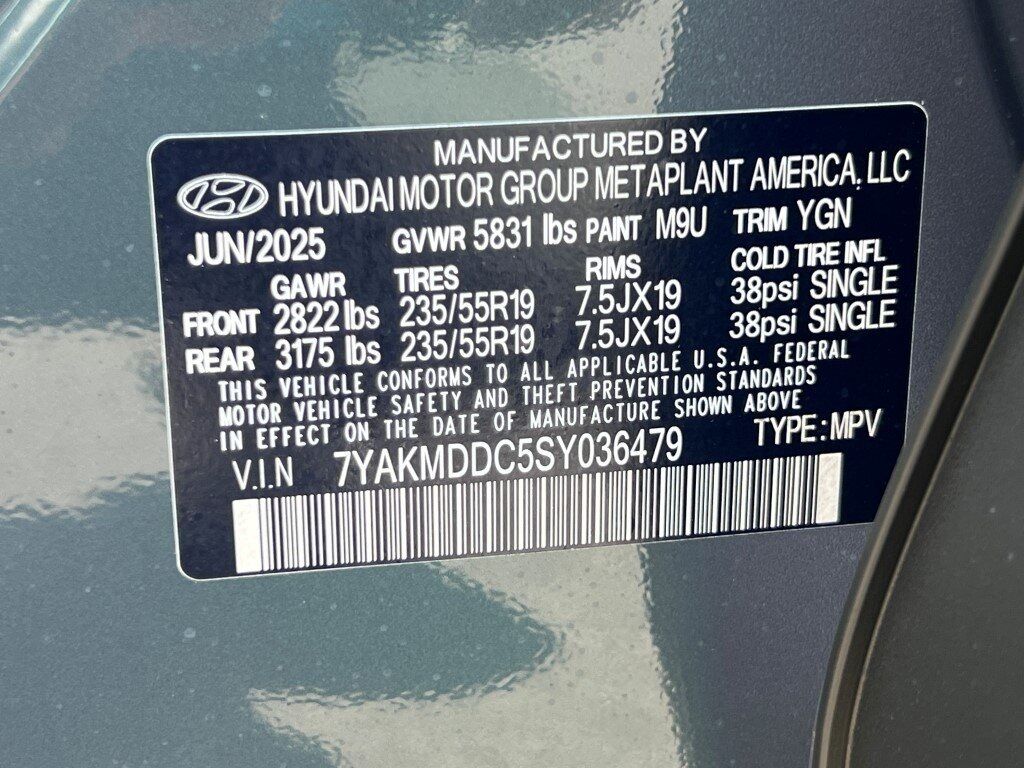 MANUFACTURED BY
HYUNDAI MOTOR GROUP METAPLANT AMERICA, LLC
JUN/2025 GVWR 5831 lbs PAINT M9U TRIM YGN
GAWR TIRES RIMS COLD TIRE INFL
FRONT 2822 lbs 235/55R19 7.5JX19 38psi SINGLE
REAR 3175 lbs 235/55R19 7.5JX19 38psi SINGLE
THIS VEHICLE CONFORMS TO ALL APPLICABLE U.S.A. FEDERAL
MOTOR VEHICLE SAFETY AND THEFT PREVENTION STANDARDS
IN EFFECT ON THE DATE OF MANUFACTURE SHOWN ABOVE
V.I.N 7YAKMDDC5SY036479 TYPE: MPV